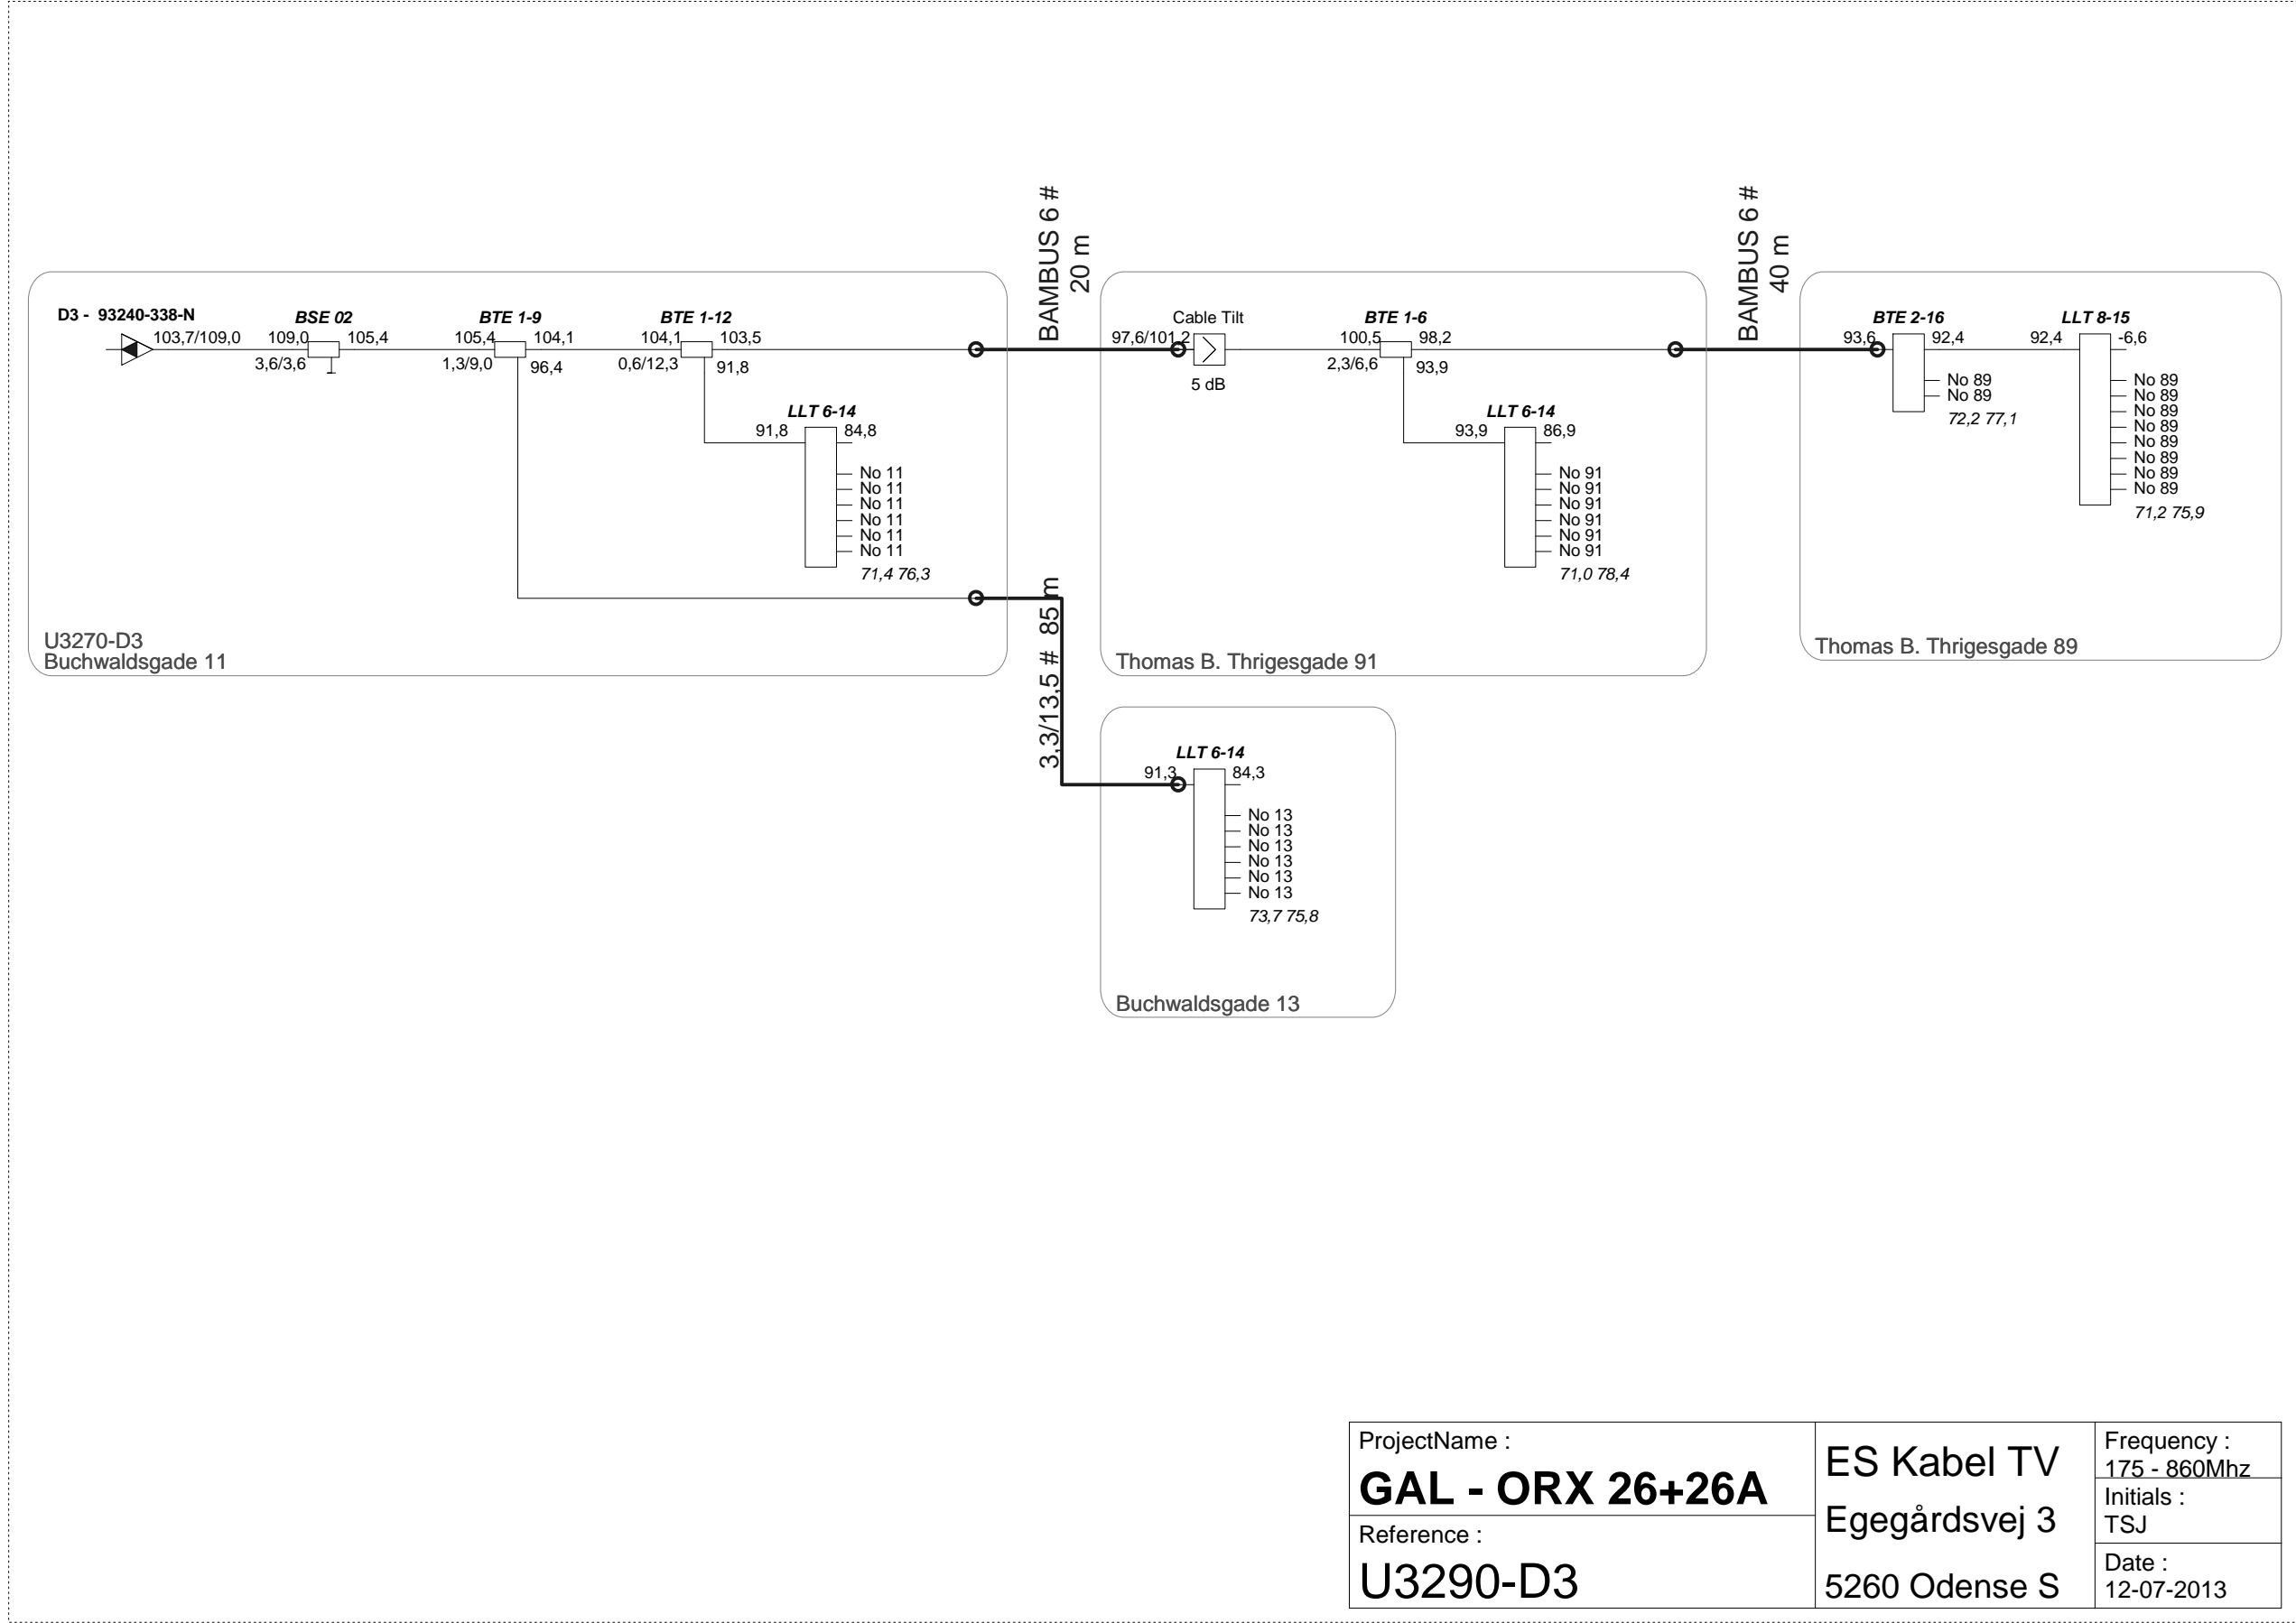 BAMBUS 6 #
20 m
BAMBUS 6 #
40 m
D3 - 93240-338-N
103,7/109,0
BSE 02
109,0 105,4
3,6/3,6
BTE 1-9
105,4 104,1
1,3/9,0 96,4
BTE 1-12
104,1 103,5
0,6/12,3 91,8
LLT 6-14
91,8 84,8
No 11
No 11
No 11
No 11
No 11
No 11
71,4 76,3
U3270-D3
Buchwaldsgade 11
3,3/13,5 # 85 m
Cable Tilt
97,6/101,2
5 dB
BTE 1-6
100,5 98,2
2,3/6,6 93,9
LLT 6-14
93,9 86,9
No 91
No 91
No 91
No 91
No 91
No 91
71,0 78,4
Thomas B. Thrigesgade 91
BTE 2-16
93,6 92,4
No 89
No 89
72,2 77,1
LLT 8-15
92,4 -6,6
No 89
No 89
No 89
No 89
No 89
No 89
No 89
No 89
71,2 75,9
Thomas B. Thrigesgade 89
LLT 6-14
91,3 84,3
No 13
No 13
No 13
No 13
No 13
No 13
73,7 75,8
Buchwaldsgade 13
ProjectName :
GAL - ORX 26+26A
Reference :
U3290-D3
ES Kabel TV
Egegårdsvej 3
5260 Odense S
Frequency :
175 - 860Mhz
Initials :
TSJ
Date :
12-07-2013